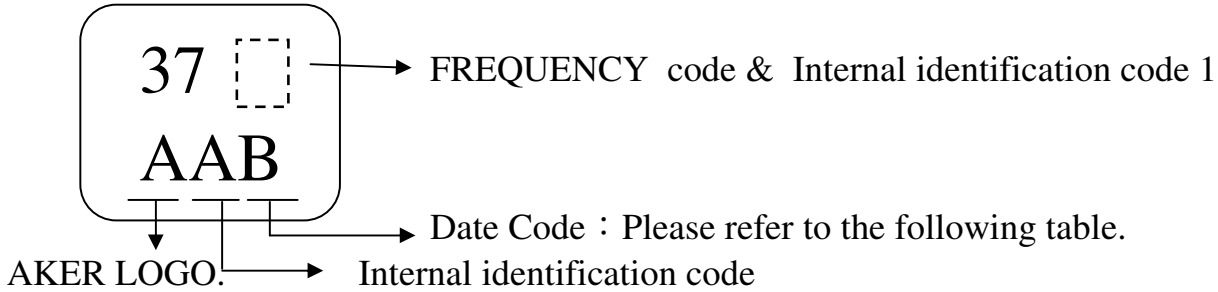 37
FREQUENCY code & Internal identification code 1
AAB
Date Code：Please refer to the following table.
AKER LOGO.
Internal identification code